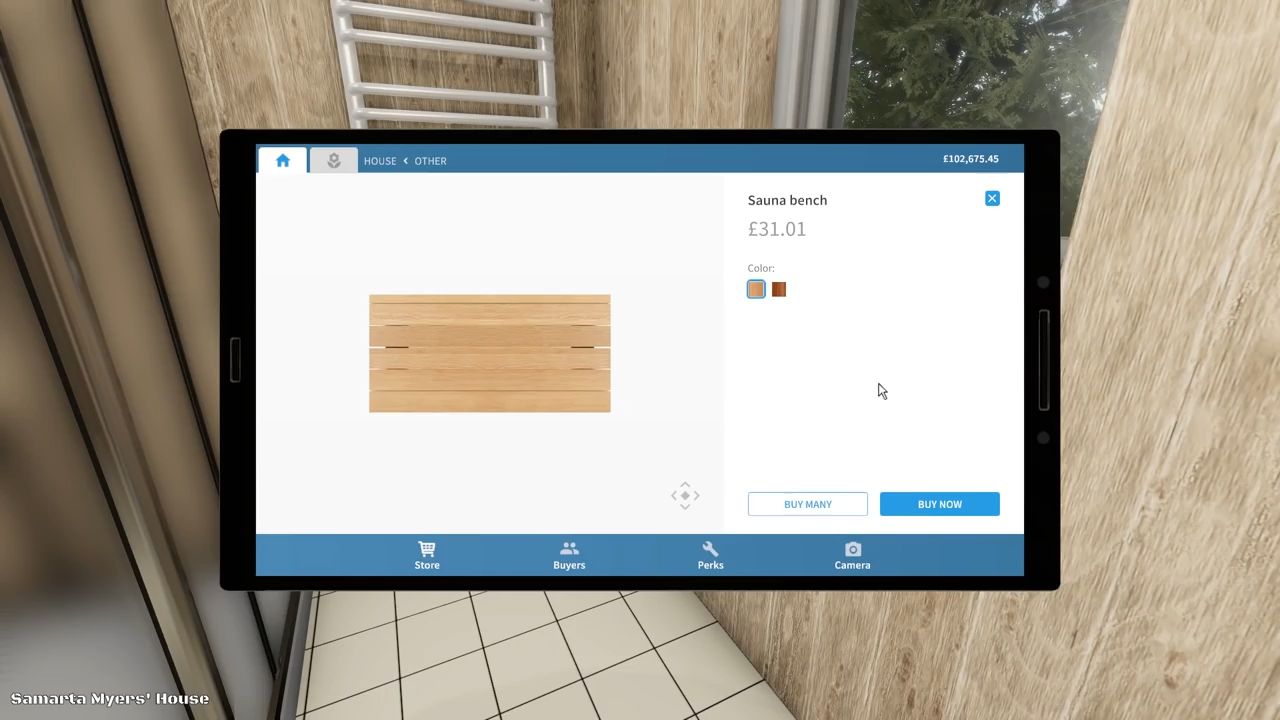 HOUSE < OTHER
£102,675.45
Sauna bench
£31.01
Color:
BUY MANY
BUY NOW
Store
Buyers
Perks
Camera
Samarta Myers' House